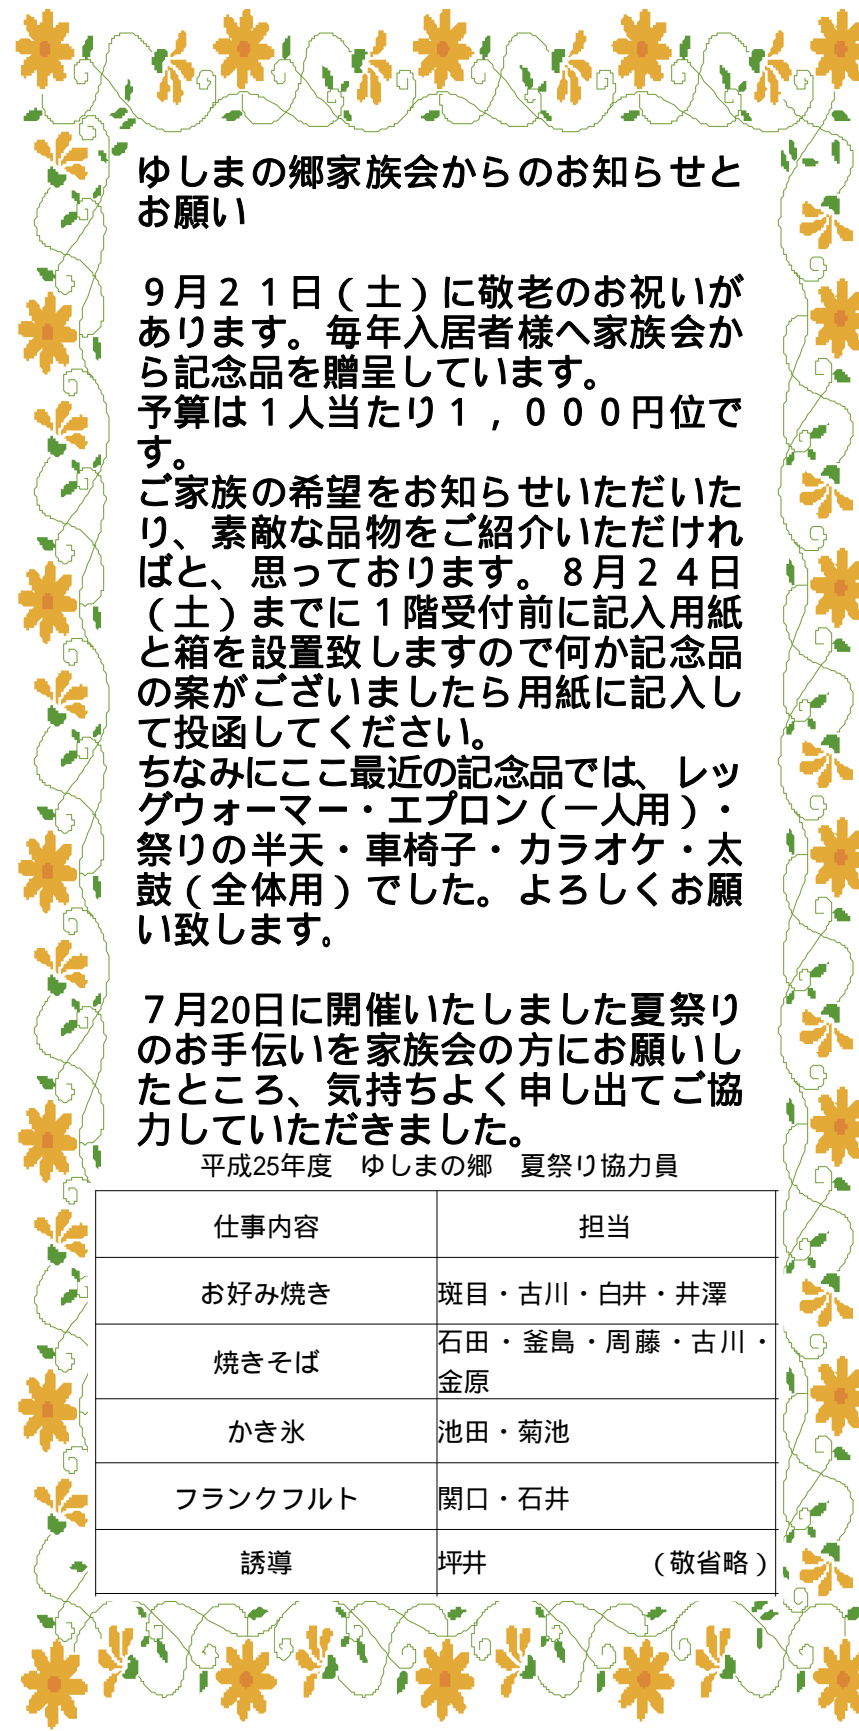 ゆしまの郷家族会からのお知らせと
お願い
９月２１日（土）に敬老のお祝いが
あります。毎年入居者様へ家族会か
ら記念品を贈呈しています。
予算は１人当たり１，０００円位で
す。
ご家族の希望をお知らせいただいた
り、素敵な品物をご紹介いただけれ
ばと、思っております。８月２４日
（土）までに１階受付前に記入用紙
と箱を設置致しますので何か記念品
の案がございましたら用紙に記入し
て投函してください。
ちなみにここ最近の記念品では、レッ
グウォーマー・エプロン（一人用）・
祭りの半天・車椅子・カラオケ・太
鼓（全体用）でした。よろしくお願
い致します。
７月20日に開催いたしました夏祭り
のお手伝いを家族会の方にお願いし
たところ、気持ちよく申し出てご協
力していただきました。
平成25年度　ゆしまの郷　夏祭り協力員
仕事内容　担当
お好み焼き　斑目・古川・白井・井澤
焼きそば　石田・釜島・周藤・古川・
金原
かき氷　池田・菊池
フランクフルト　関口・石井
誘導　坪井　（敬省略）